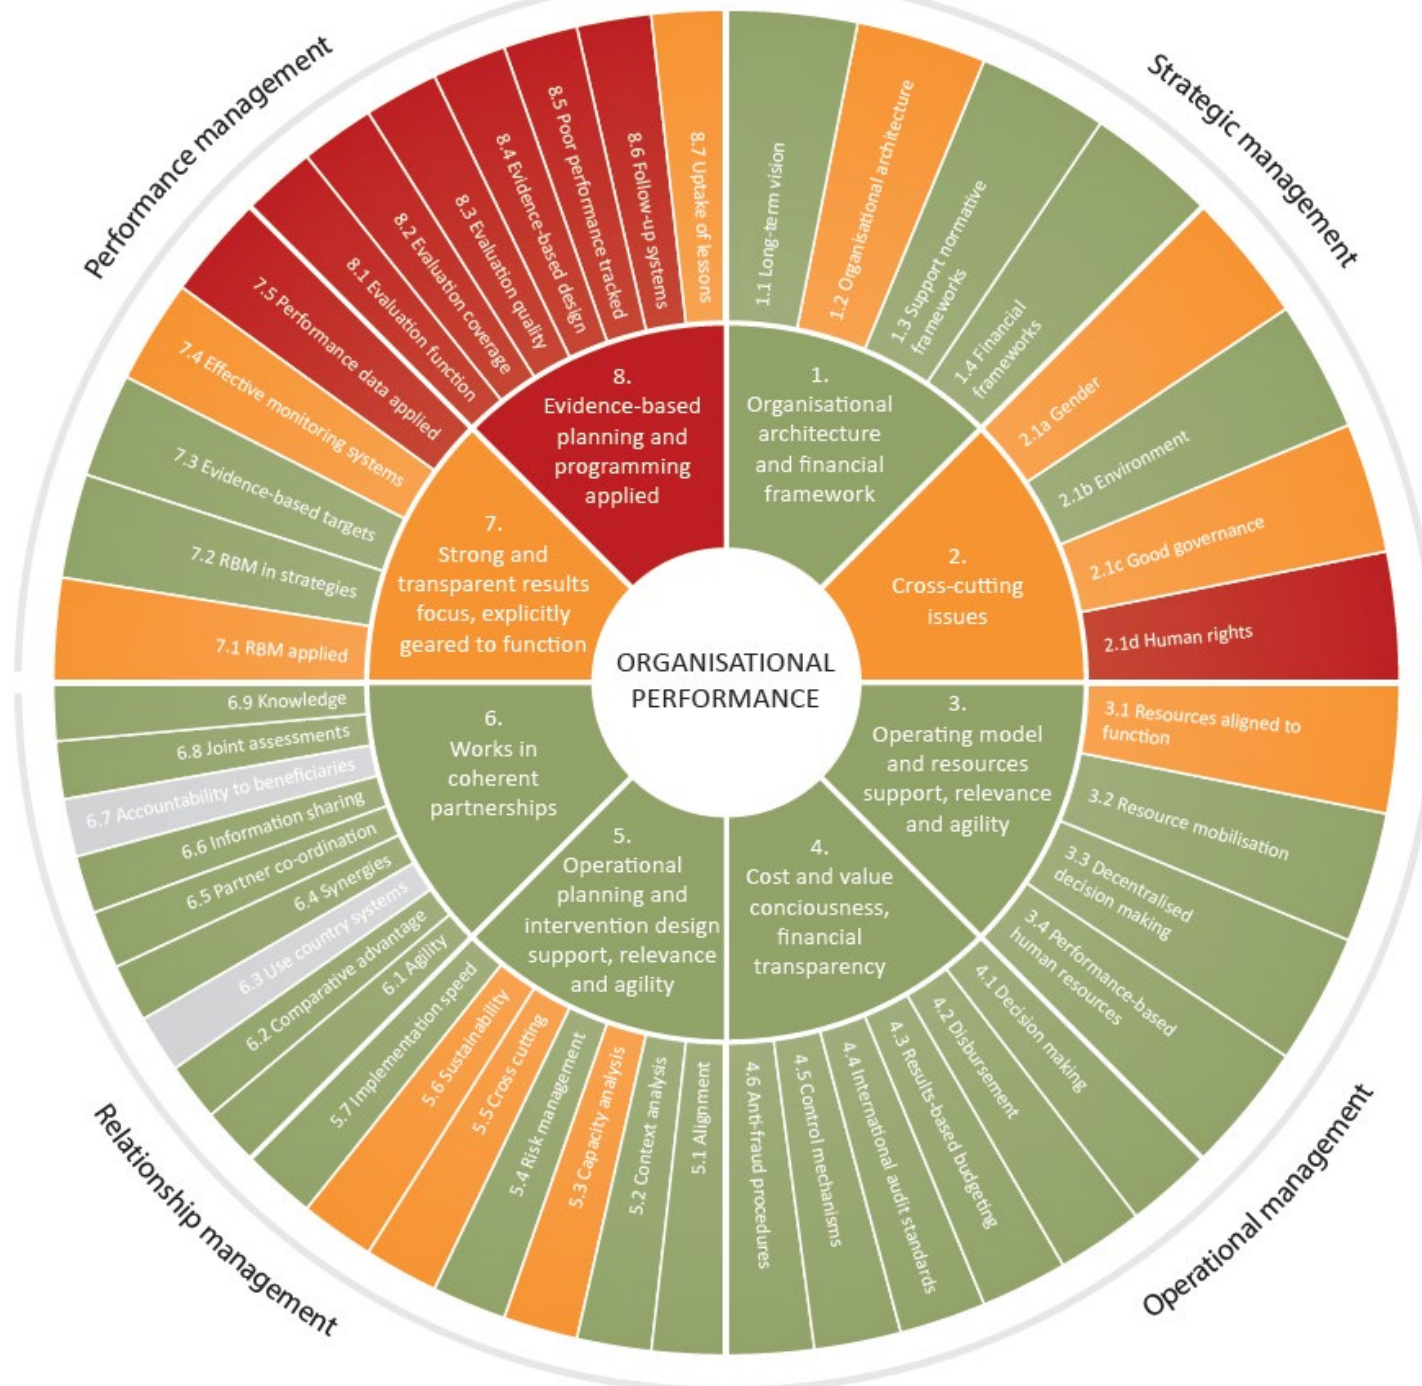 Performance management
Strategic management
8.7 Uptake of lessons
8.6 Follow-up systems
8.5 Poor performance tracked
8.4 Evidence-based design
8.3 Evaluation quality
8.2 Evaluation coverage
8.1 Evaluation function
7.5 Performance data applied
7.4 Effective monitoring systems
7.3 Evidence-based targets
7.2 RBM in strategies
7.1 RBM applied
1.1 Long-term vision
1.2 Organisational architecture
1.3 Support normative
frameworks
1.4 Financial
frameworks
2.1a Gender
2.1b Environment
2.1c Good governance
2.1d Human rights
8.
Evidence-based
planning and
programming
applied
1.
Organisational
architecture
and financial
framework
7.
Strong and
transparent results
focus, explicitly
geared to function
2.
Cross-cutting
issues
ORGANISATIONAL
PERFORMANCE
6.
Works in
coherent
partnerships
3.
Operating model
and resources
support, relevance
and agility
5.
Operational
planning and
intervention design
support, relevance
and agility
4.
Cost and value
conciousness,
financial
transparency
6.9 Knowledge
6.8 Joint assessments
6.7 Accountability to beneficiaries
6.6 Information sharing
6.5 Partner co-ordination
6.4 Synergies
6.3 Use country systems
6.2 Comparative advantage
6.1 Agility
5.7 Implementation speed
5.6 Sustainability
5.5 Cross cutting
5.4 Risk management
5.3 Capacity analysis
5.2 Context analysis
5.1 Alignment
3.1 Resources aligned to
function
3.2 Resource mobilisation
3.3 Decentralised
decision making
3.4 Performance-based
human resources
4.1 Decision making
4.2 Disbursement
4.3 Results-based budgeting
4.4 International audit standards
4.5 Control mechanisms
4.6 Anti-fraud procedures
Relationship management
Operational management